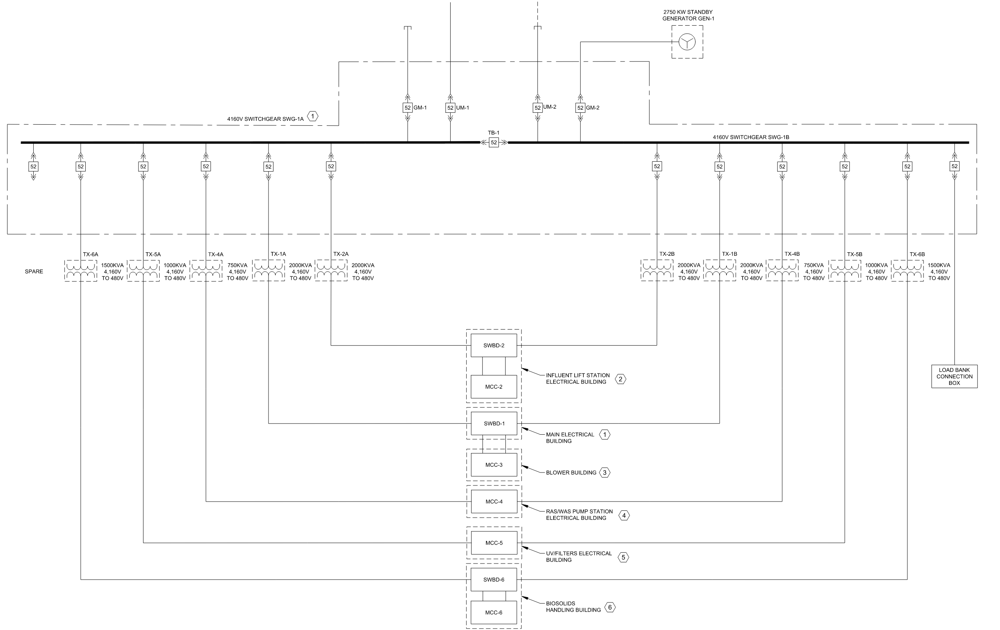 2750 KW STANDBY
GENERATOR GEN-1
52 GM-1
52 UM-1
52 UM-2
52 GM-2
4160V SWITCHGEAR SWG-1A 1
TB-1
52
4160V SWITCHGEAR SWG-1B
52
52
52
52
52
52
52
52
52
52
52
52
SPARE
TX-6A
1500KVA
4,160V
TO 480V
TX-5A
1000KVA
4,160V
TO 480V
TX-4A
750KVA
4,160V
TO 480V
TX-1A
2000KVA
4,160V
TO 480V
TX-2A
2000KVA
4,160V
TO 480V
TX-2B
2000KVA
4,160V
TO 480V
TX-1B
2000KVA
4,160V
TO 480V
TX-4B
750KVA
4,160V
TO 480V
TX-5B
1000KVA
4,160V
TO 480V
TX-6B
1500KVA
4,160V
TO 480V
SWBD-2
MCC-2
INFLUENT LIFT STATION
ELECTRICAL BUILDING
2
LOAD BANK
CONNECTION
BOX
SWBD-1
MAIN ELECTRICAL
BUILDING
1
MCC-3
BLOWER BUILDING 3
MCC-4
RAS/WAS PUMP STATION
ELECTRICAL BUILDING
4
MCC-5
UV/FILTERS ELECTRICAL
BUILDING
5
SWBD-6
MCC-6
BIOSOLIDS
HANDLING BUILDING
6